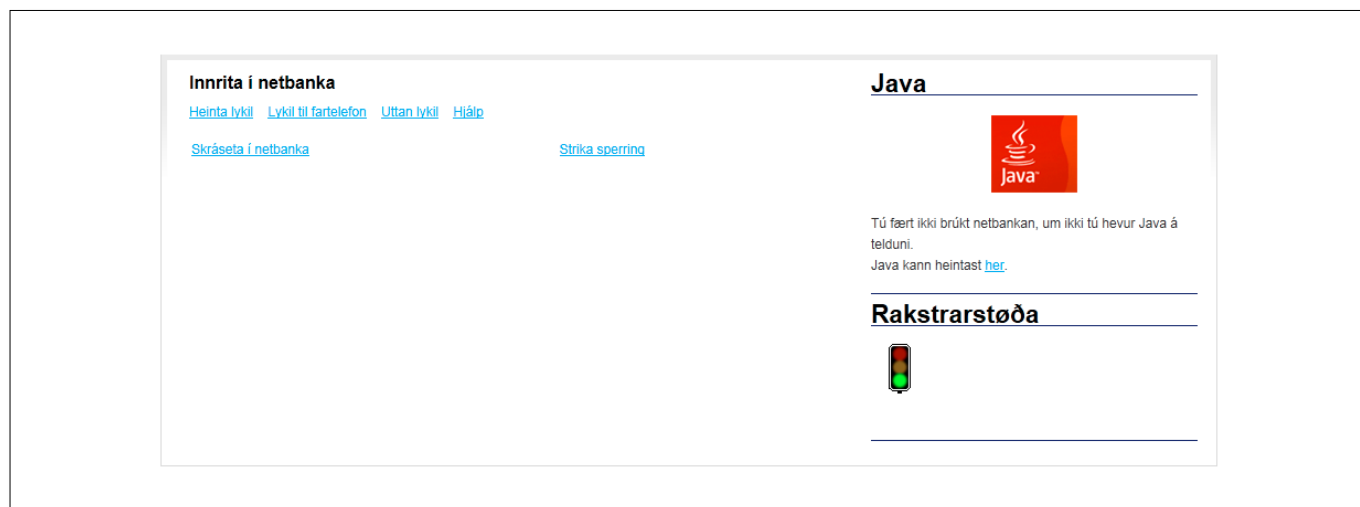 Innrita í netbanka
Heinta lykil Lykil til fartelefon Uttan lykil Hjálp
Skráseta í netbanka Strika sperring
Java
Java™
Tú fært ikki brúkt netbankan, um ikki tú hevur Java á
telduni.
Java kann heintast her.
Rakstrarstøða